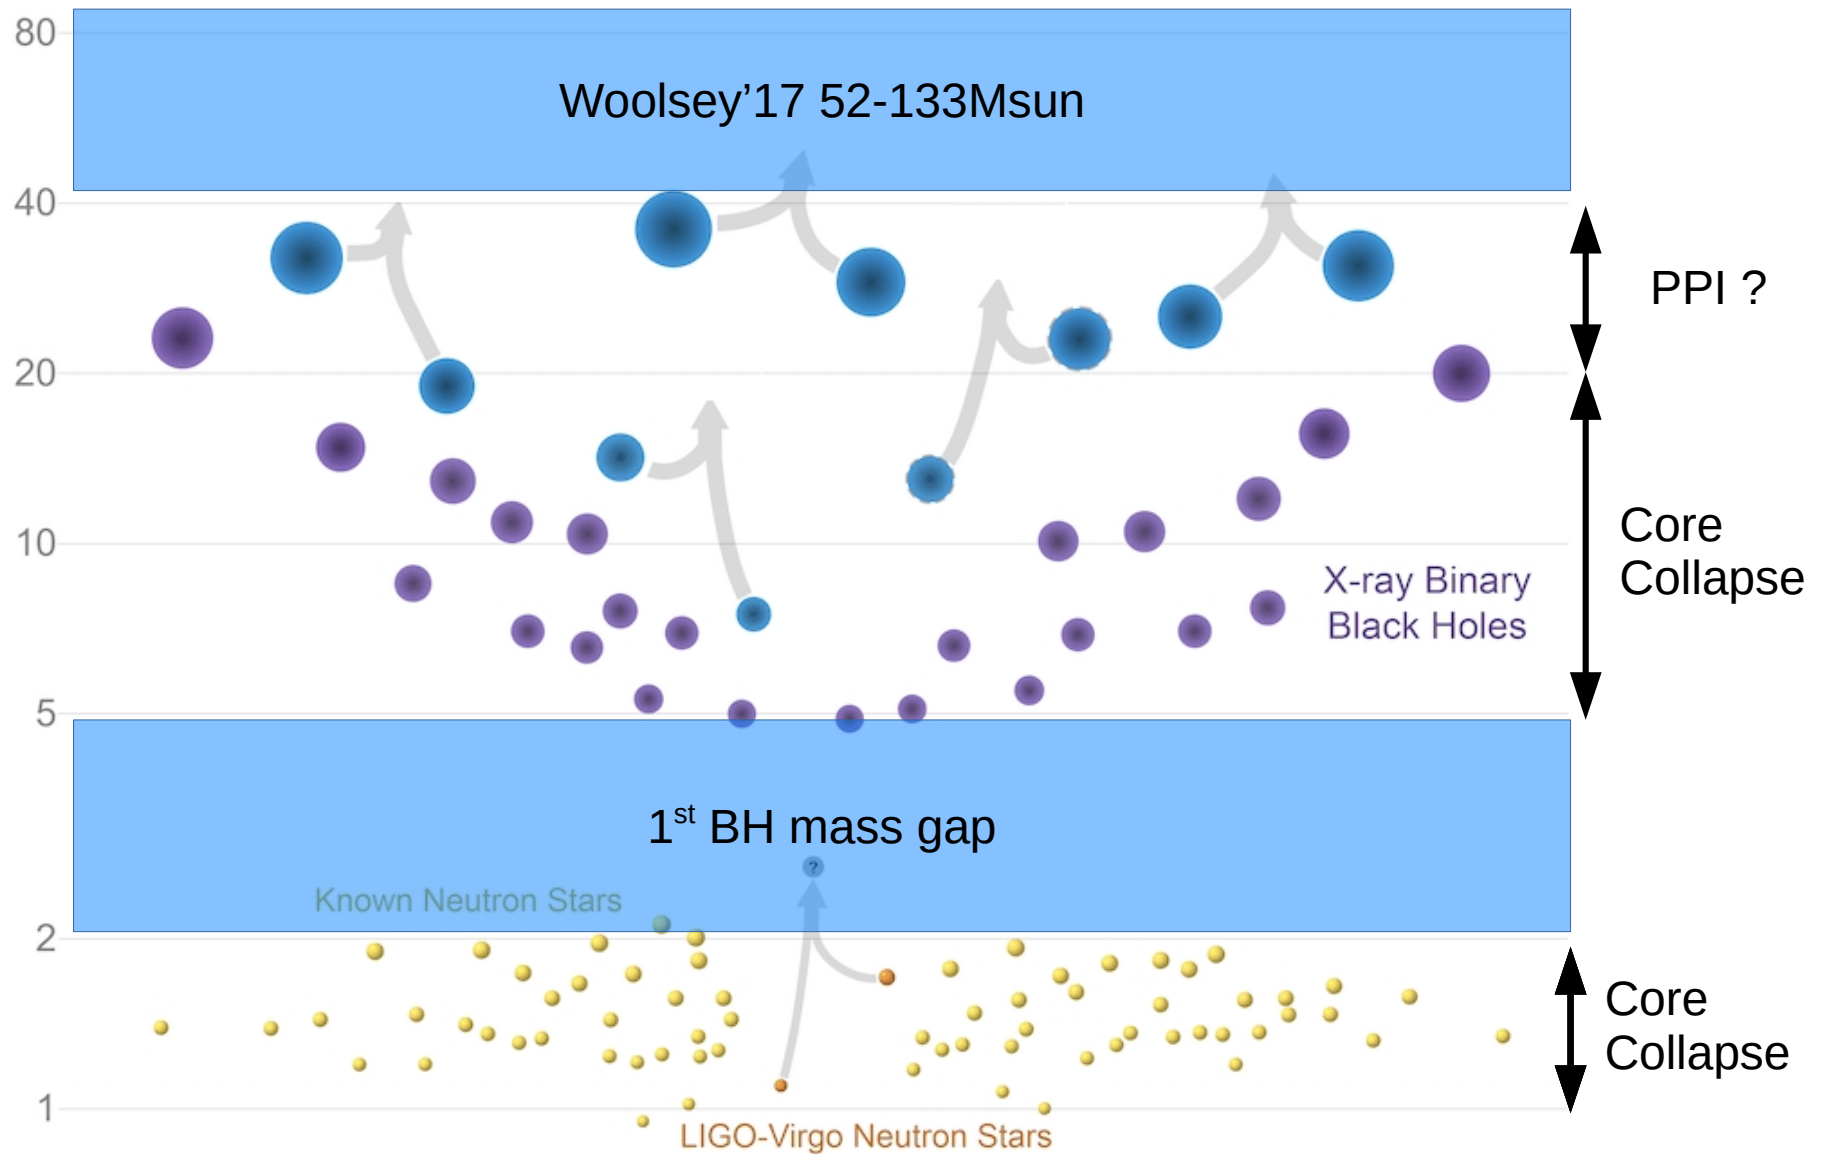 80
Woolsey’17 52-133Msun
40
PPI ?
20
Core
Collapse
10
X-ray Binary
Black Holes
5
1st BH mass gap
?
Known Neutron Stars
2
Core
Collapse
1
LIGO-Virgo Neutron Stars